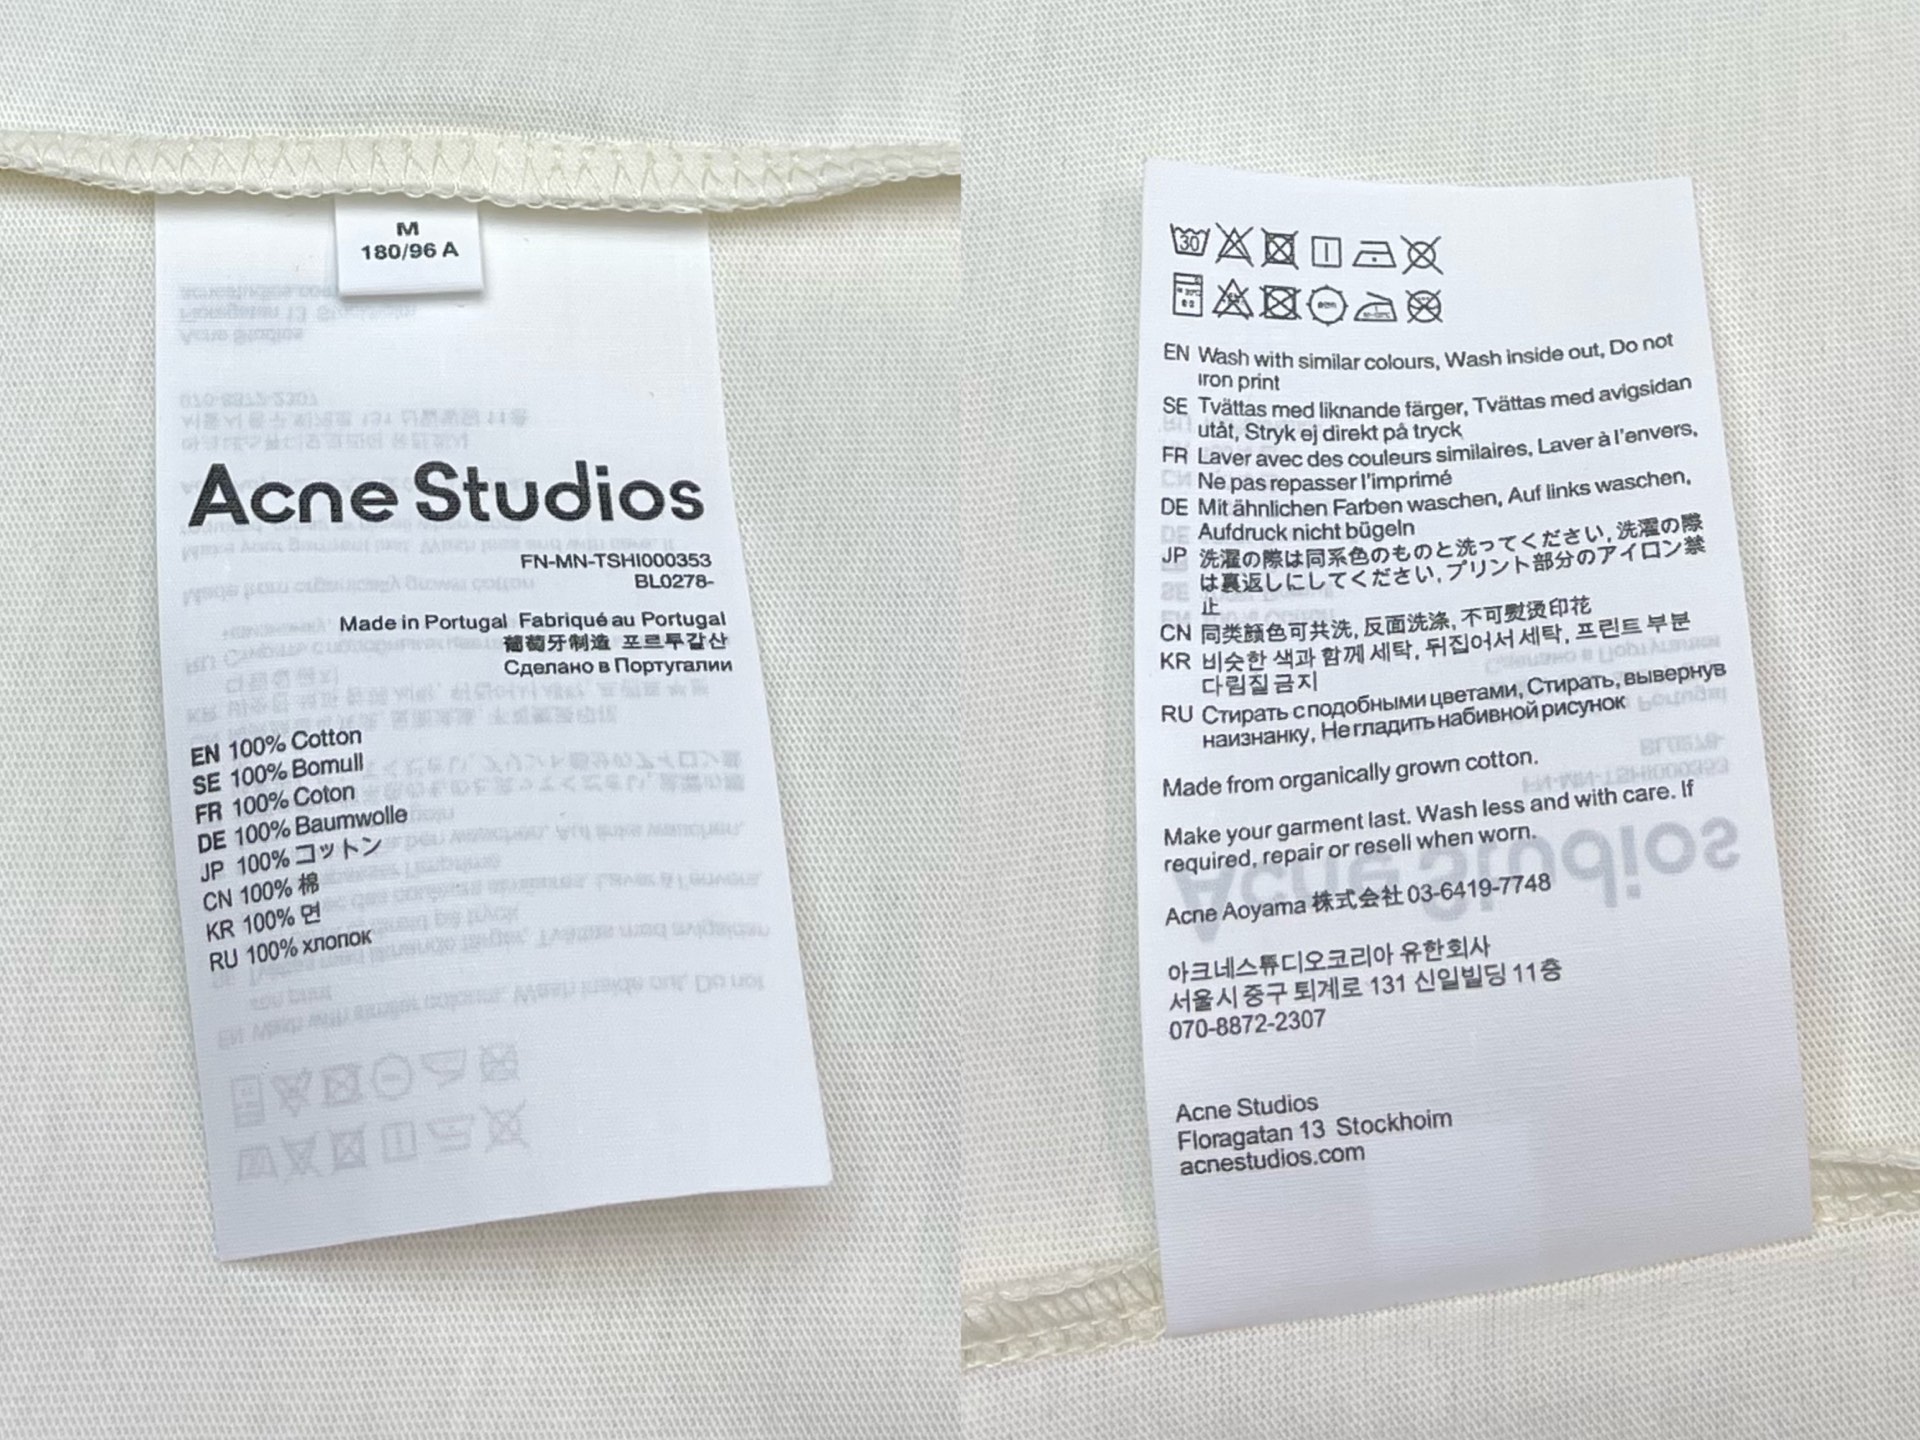 M
180/96 A
Acne Studios
FN-MN-TSHI000353
BL0278-
Made in Portugal Fabriqué au Portugal
葡萄牙制造 포르투갈산
Сделано в Португалии
EN 100% Cotton
SE 100% Bomull
FR 100% Coton
DE 100% Baumwolle
JP 100% コットン
CN 100% 棉
KR 100% 면
RU 100% хлопок
30
EN Wash with similar colours, Wash inside out, Do not
iron print
SE Tvättas med liknande färger, Tvättas med avigsidan
utåt, Stryk ej direkt på tryck
FR Laver avec des couleurs similaires, Laver à l'envers,
Ne pas repasser l'imprimé
DE Mit ähnlichen Farben waschen, Auf links waschen,
Aufdruck nicht bügeln
JP 洗濯の際は同系色のものと洗ってください, 洗濯の際
は裏返しにしてください, プリント部分のアイロン禁
止
CN 同类颜色可共洗, 反面洗涤, 不可熨烫印花
KR 비슷한 색과 함께 세탁, 뒤집어서 세탁, 프린트 부분
다림질 금지
RU Стирать с подобными цветами, Стирать, вывернув
наизнанку, Не гладить набивной рисунок
Made from organically grown cotton.
Make your garment last. Wash less and with care. If
required, repair or resell when worn.
Acne Aoyama 株式会社 03-6419-7748
아크네스튜디오코리아 유한회사
서울시 중구 퇴계로 131 신일빌딩 11층
070-8872-2307
Acne Studios
Floragatan 13 Stockhoim
acnestudios.com